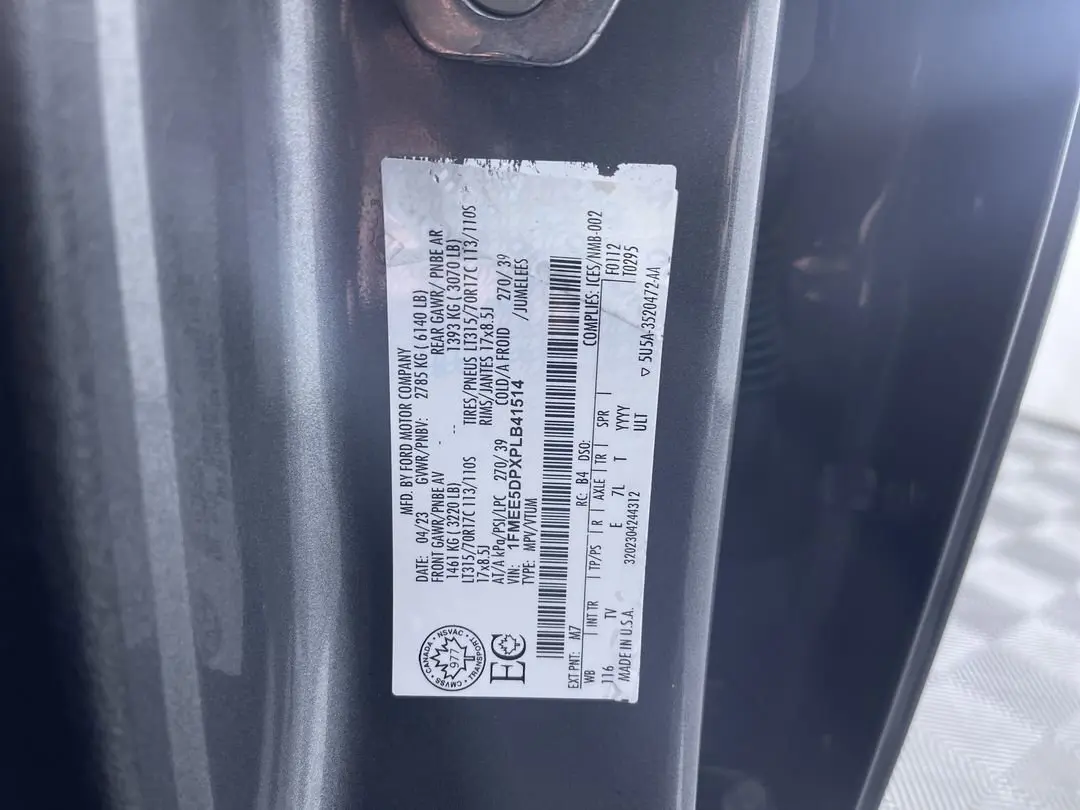 MFD. BY FORD MOTOR COMPANY
DATE: 04/23 GVWR/PNBV: 2785 KG ( 6140 LB)
FRONT GAWR/PNBE AV REAR GAWR/ PNBE AR
1461 KG (3220 LB) 1393 KG ( 3070 LB)
LT315/70R17C 113/110S TIRES/PNEUS LT315/70R17C 113/110S
17x8.5J RIMS/JANTES 17x8.5J
AT/A kPa/PSI/LPC 270/ 39 COLD/A FROID 270/ 39
VIN: 1FMEE5DPXPLB41514 /JUMELEES
TYPE: MPV/VTUM
CANADA • NSVAC • TRANSPORT • CMVSS •
977 T
EC
EXT PNT: M7 RC: B4 DSO: COMPLIES: ICES/NMB-002
WB | INT TR | TP/PS | R | AXLE | TR | SPR | F0112
116 TV E 7L T YYYY T0295
ULT
MADE IN U.S.A. 3202304244312 ▽ 5U5A-3520472-AA